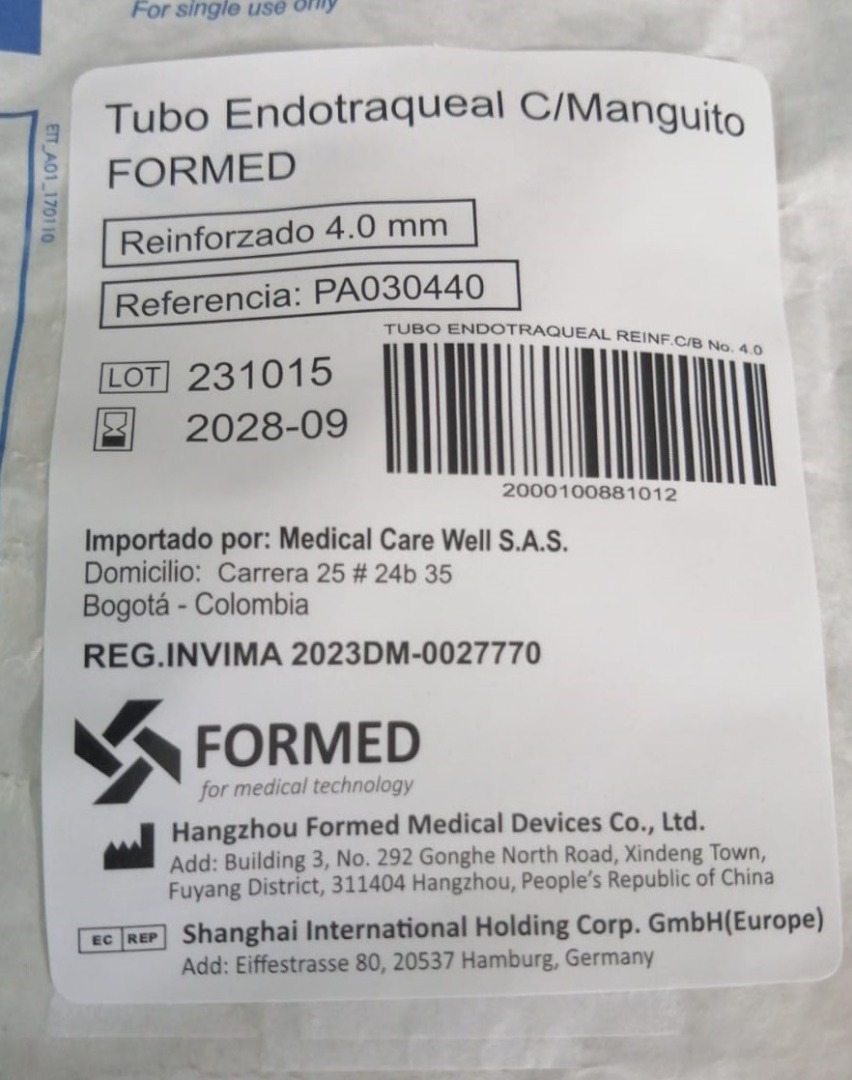 For single use only
ETT_A01_170110
Tubo Endotraqueal C/Manguito
FORMED
Reinforzado 4.0 mm
Referencia: PA030440
TUBO ENDOTRAQUEAL REINF.C/B No. 4.0
LOT 231015
2028-09
2000100881012
Importado por: Medical Care Well S.A.S.
Domicilio: Carrera 25 # 24b 35
Bogotá - Colombia
REG.INVIMA 2023DM-0027770
FORMED
for medical technology
Hangzhou Formed Medical Devices Co., Ltd.
Add: Building 3, No. 292 Gonghe North Road, Xindeng Town,
Fuyang District, 311404 Hangzhou, People's Republic of China
EC REP Shanghai International Holding Corp. GmbH(Europe)
Add: Eiffestrasse 80, 20537 Hamburg, Germany